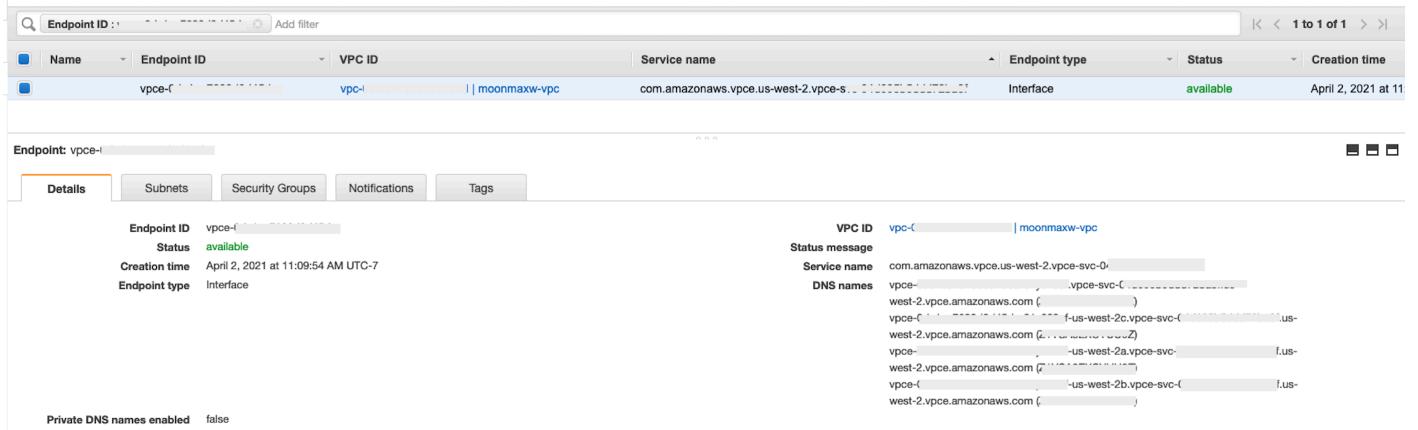 Endpoint ID : Add filter 1 to 1 of 1
Name Endpoint ID VPC ID Service name Endpoint type Status Creation time
vpce- vpc- | moonmaxw-vpc com.amazonaws.vpce.us-west-2.vpce-s Interface available April 2, 2021 at 11:
Endpoint: vpce-
Details Subnets Security Groups Notifications Tags
Endpoint ID vpce- VPC ID vpc- | moonmaxw-vpc
Status available Status message
Creation time April 2, 2021 at 11:09:54 AM UTC-7 Service name com.amazonaws.vpce.us-west-2.vpce-svc-0
Endpoint type Interface DNS names vpce- .vpce-svc-
west-2.vpce.amazonaws.com ( )
vpce- f-us-west-2c.vpce-svc- .us-
west-2.vpce.amazonaws.com ( Z)
vpce- -us-west-2a.vpce-svc- f.us-
west-2.vpce.amazonaws.com ( )
vpce- -us-west-2b.vpce-svc- f.us-
west-2.vpce.amazonaws.com ( )
Private DNS names enabled false